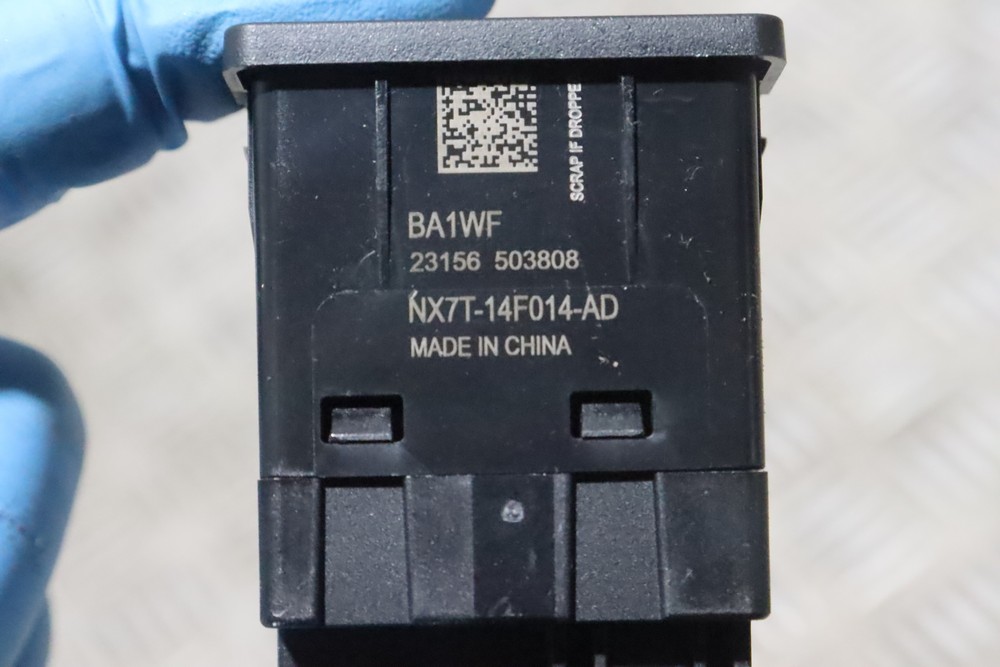 SCRAP IF DROPPE
BA1WF
23156 503808
NX7T-14F014-AD
MADE IN CHINA